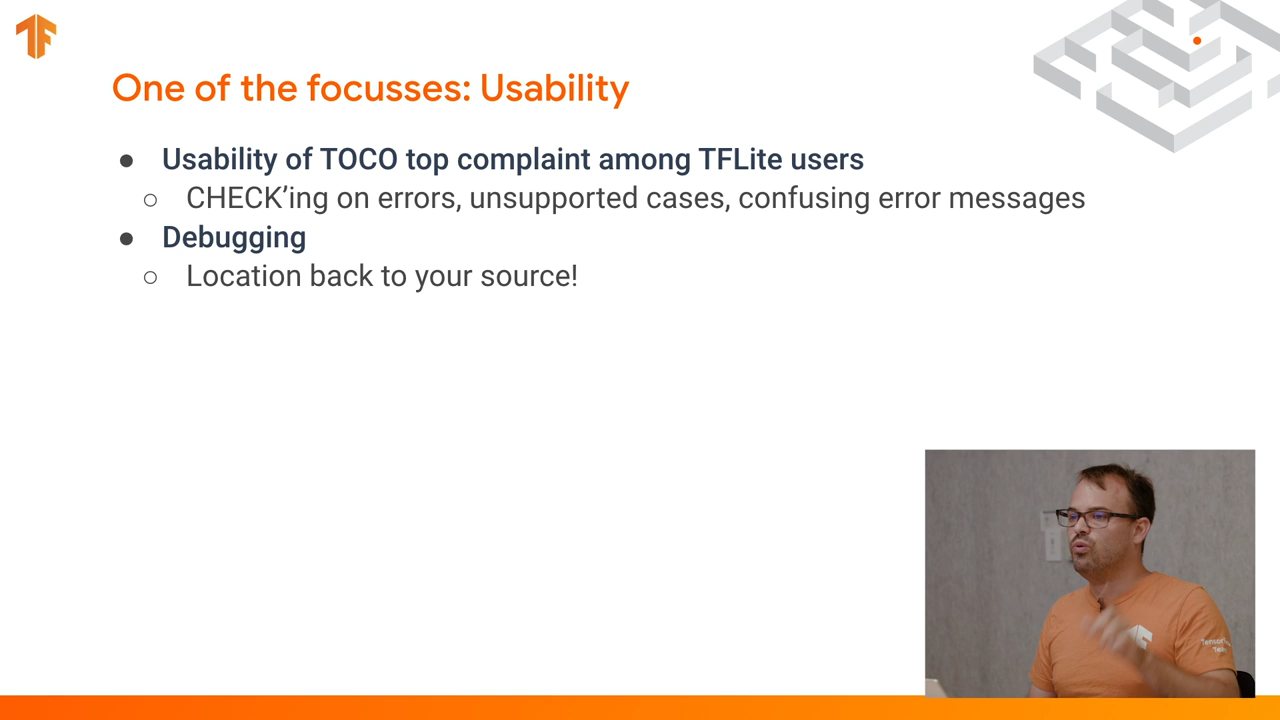 One of the focusses: Usability
● Usability of TOCO top complaint among TFLite users
○ CHECK’ing on errors, unsupported cases, confusing error messages
● Debugging
○ Location back to your source!